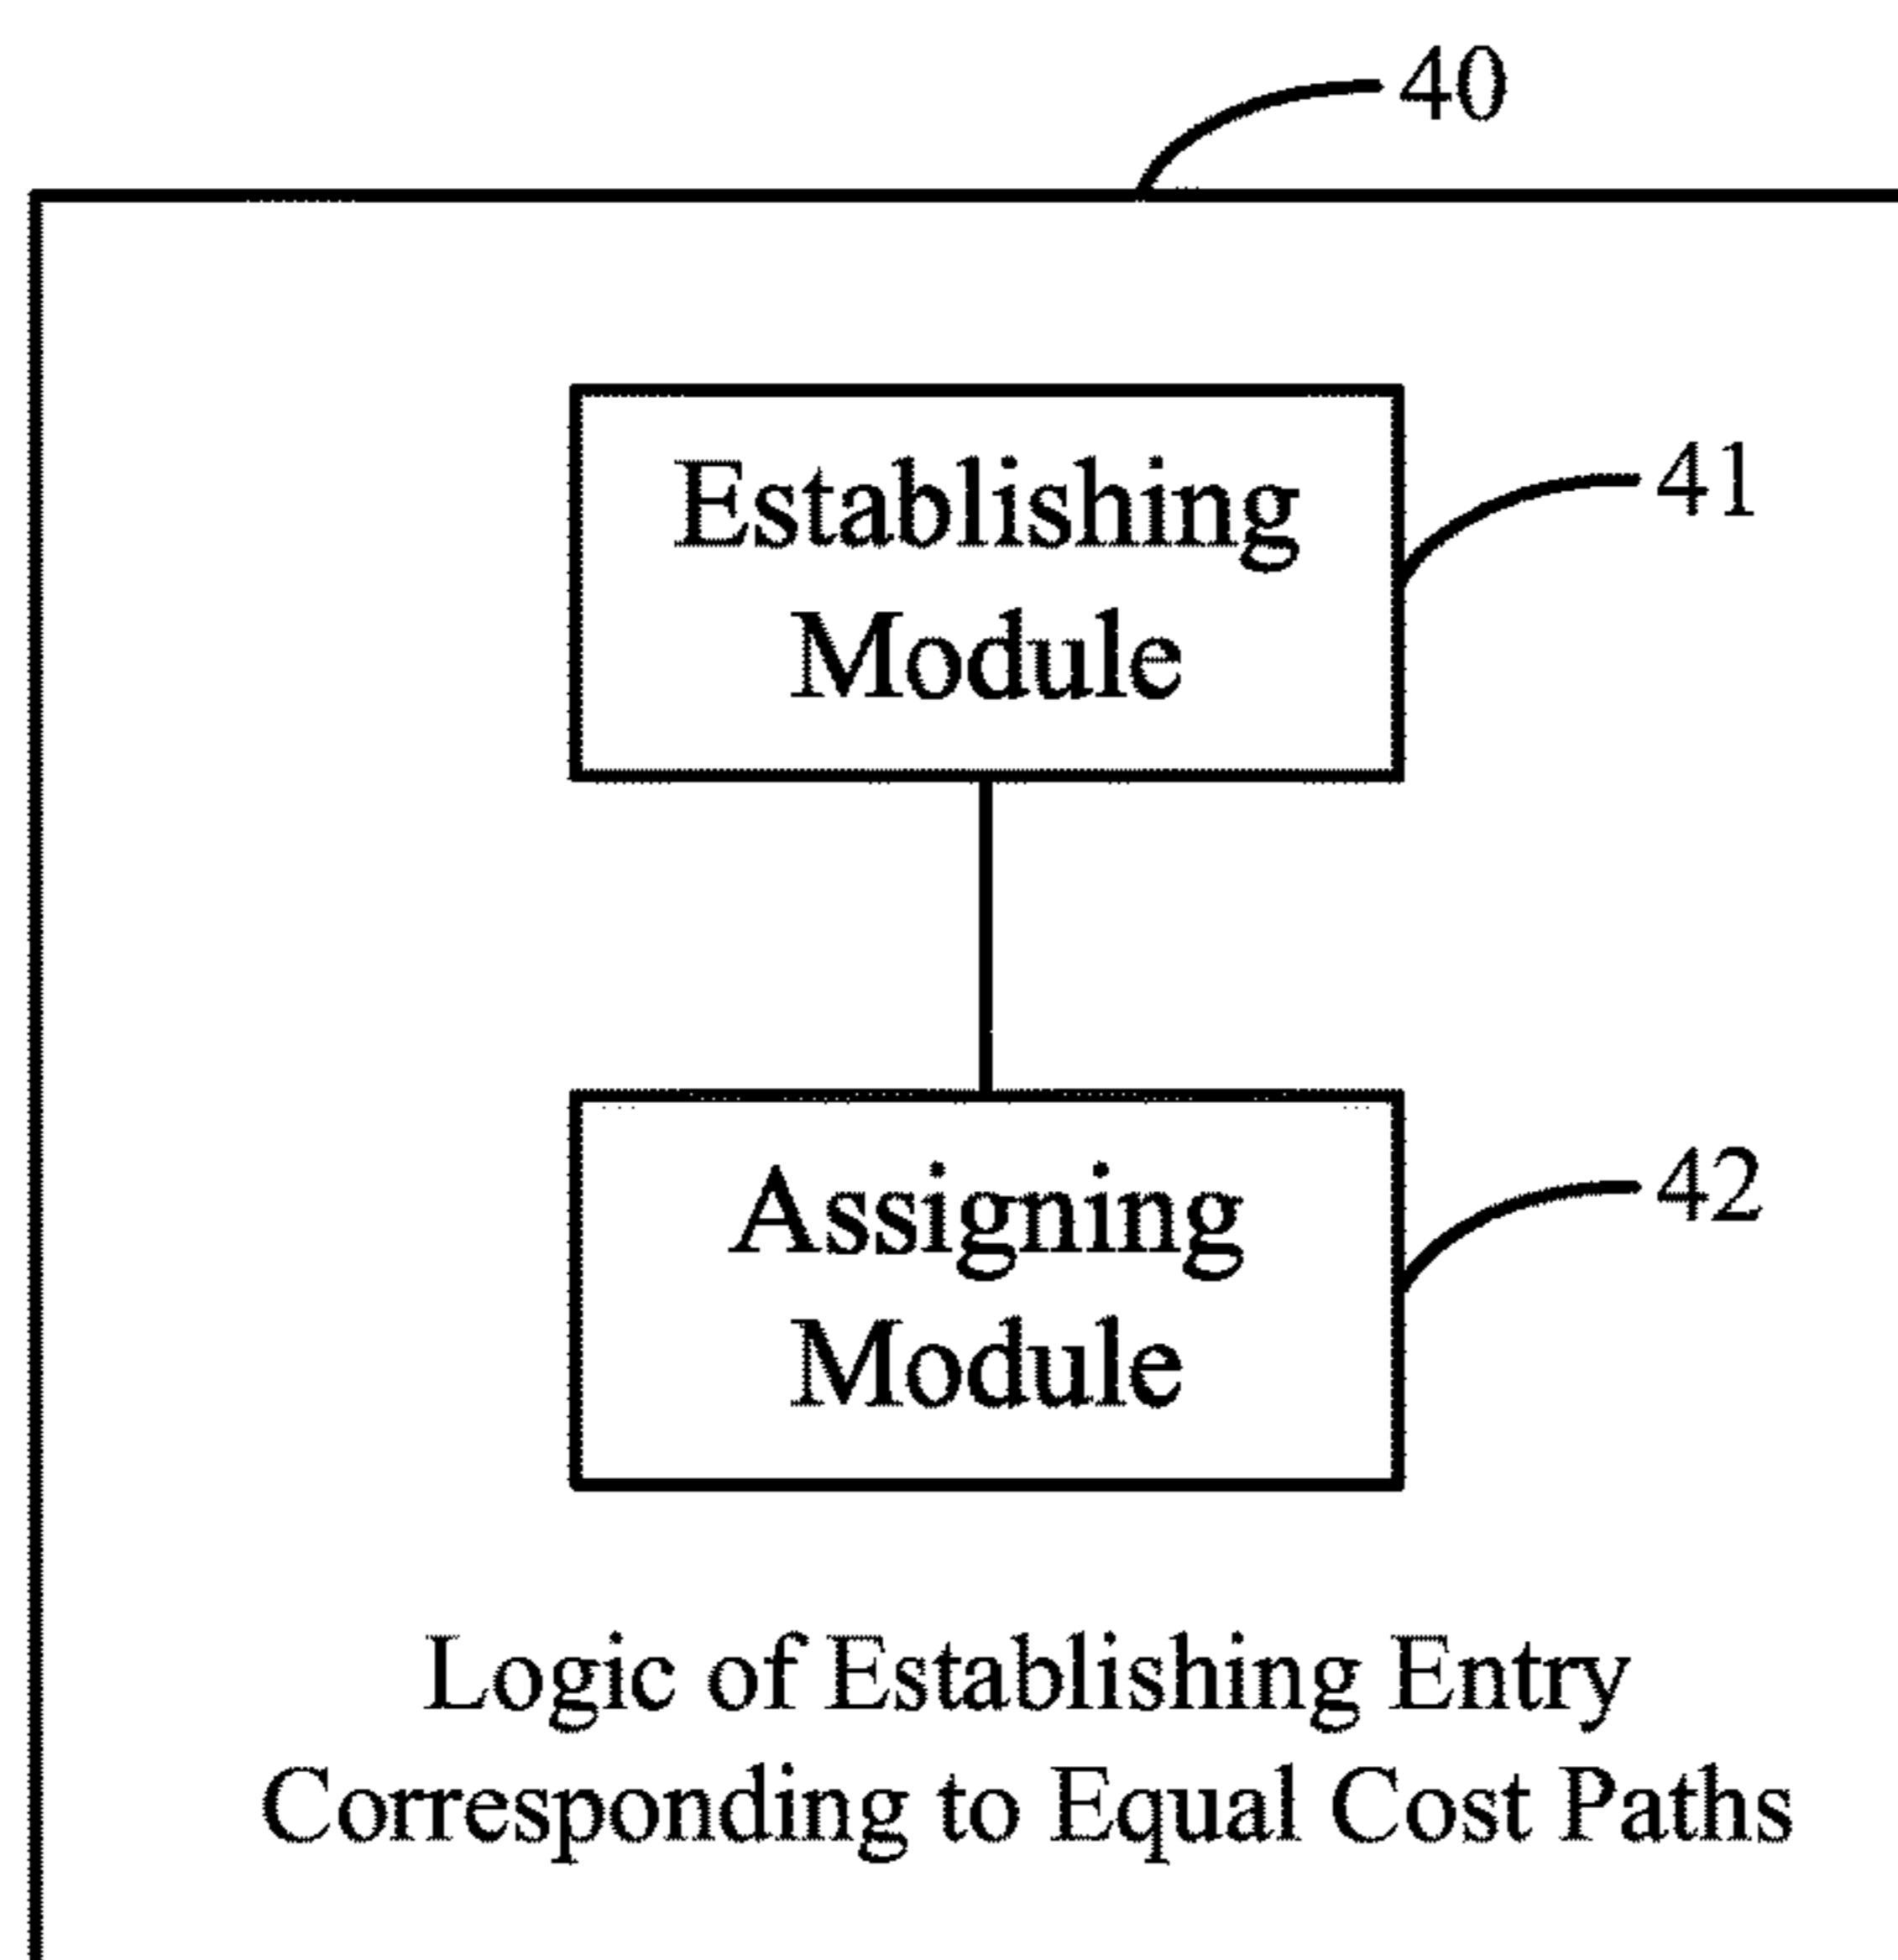 40
Establishing
Module
41
Assigning
Module
42
Logic of Establishing Entry
Corresponding to Equal Cost Paths